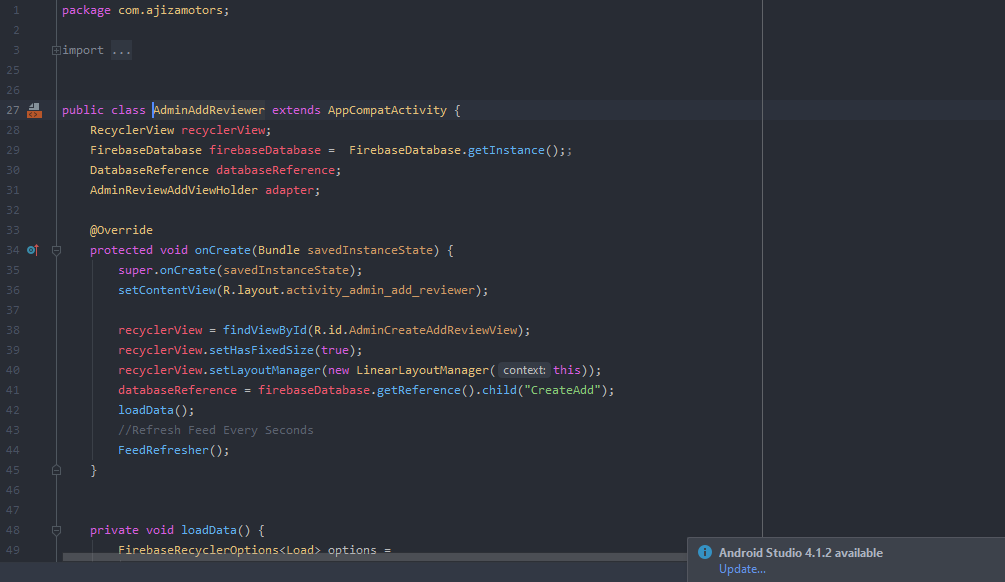 1 package com.ajizamotors;
2
3 import ...
25
26
27 public class AdminAddReviewer extends AppCompatActivity {
28 RecyclerView recyclerView;
29 FirebaseDatabase firebaseDatabase =  FirebaseDatabase.getInstance();;
30 DatabaseReference databaseReference;
31 AdminReviewAddViewHolder adapter;
32
33 @Override
34 protected void onCreate(Bundle savedInstanceState) {
35 super.onCreate(savedInstanceState);
36 setContentView(R.layout.activity_admin_add_reviewer);
37
38 recyclerView = findViewById(R.id.AdminCreateAddReviewView);
39 recyclerView.setHasFixedSize(true);
40 recyclerView.setLayoutManager(new LinearLayoutManager( context: this));
41 databaseReference = firebaseDatabase.getReference().child("CreateAdd");
42 loadData();
43 //Refresh Feed Every Seconds
44 FeedRefresher();
45 }
46
47
48 private void loadData() {
49 FirebaseRecyclerOptions<Load> options =
Android Studio 4.1.2 available
Update...